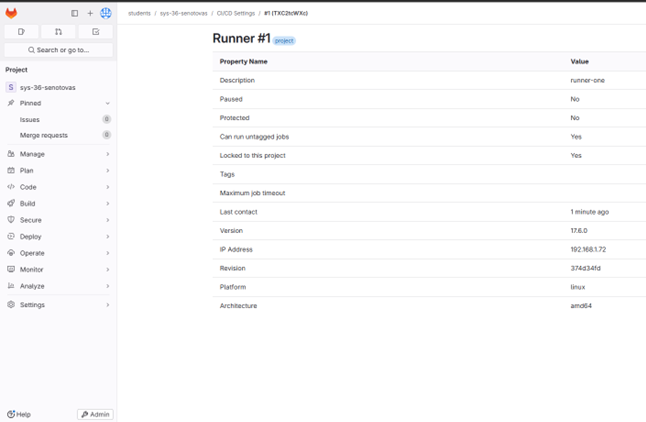 students / sys-36-senotovas / CI/CD Settings / #1 (TXC2tcWXc)
Search or go to...
Project
S sys-36-senotovas
Pinned
Issues 0
Merge requests 0
Manage
Plan
Code
Build
Secure
Deploy
Operate
Monitor
Analyze
Settings
Help
Admin
Runner #1 project
Property Name Value
Description runner-one
Paused No
Protected No
Can run untagged jobs Yes
Locked to this project Yes
Tags
Maximum job timeout
Last contact 1 minute ago
Version 17.6.0
IP Address 192.168.1.72
Revision 374d34fd
Platform linux
Architecture amd64